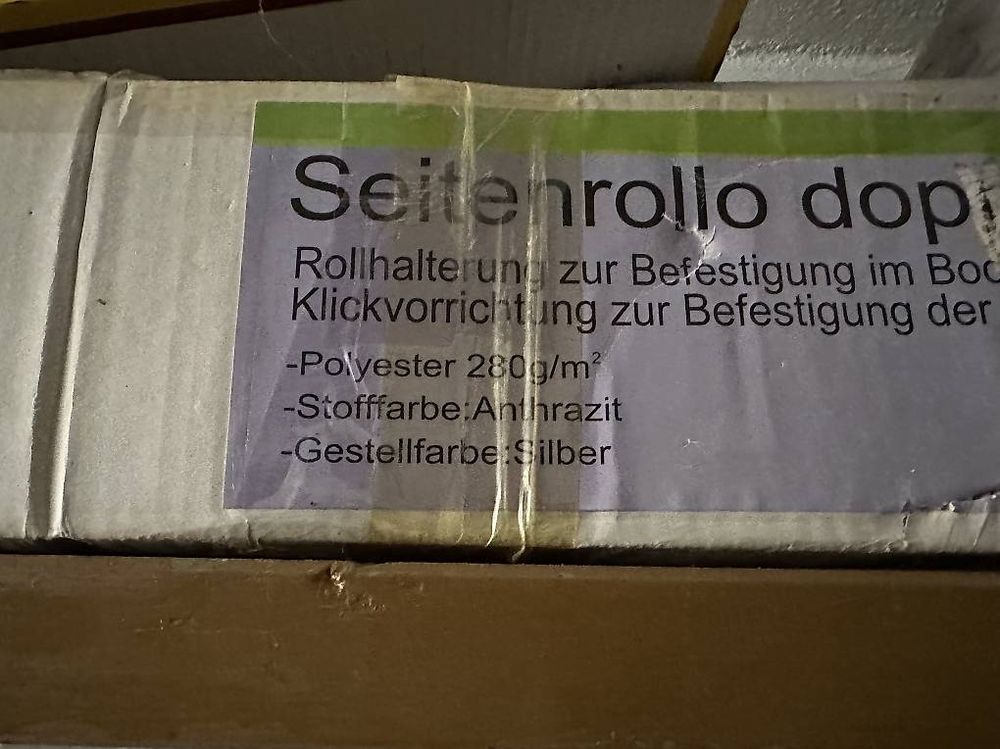 Seitenrollo dop
Rollhalterung zur Befestigung im Bod
Klickvorrichtung zur Befestigung der
-Polyester 280g/m²
-Stofffarbe:Anthrazit
-Gestellfarbe:Silber